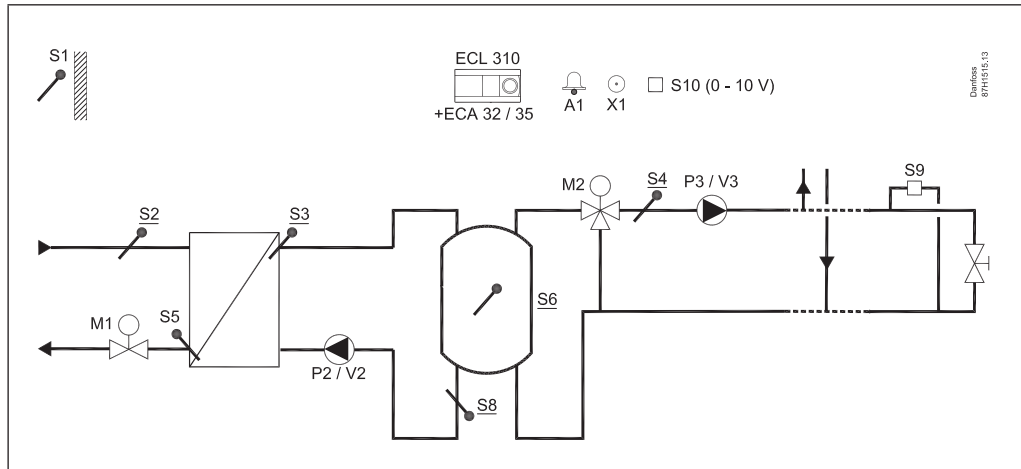 S1
ECL 310
+ECA 32 / 35
A1
X1
S10 (0 - 10 V)
Danfoss
87H1515.13
S2
S3
M2
S4
P3 / V3
S9
M1
S5
P2 / V2
S6
S8